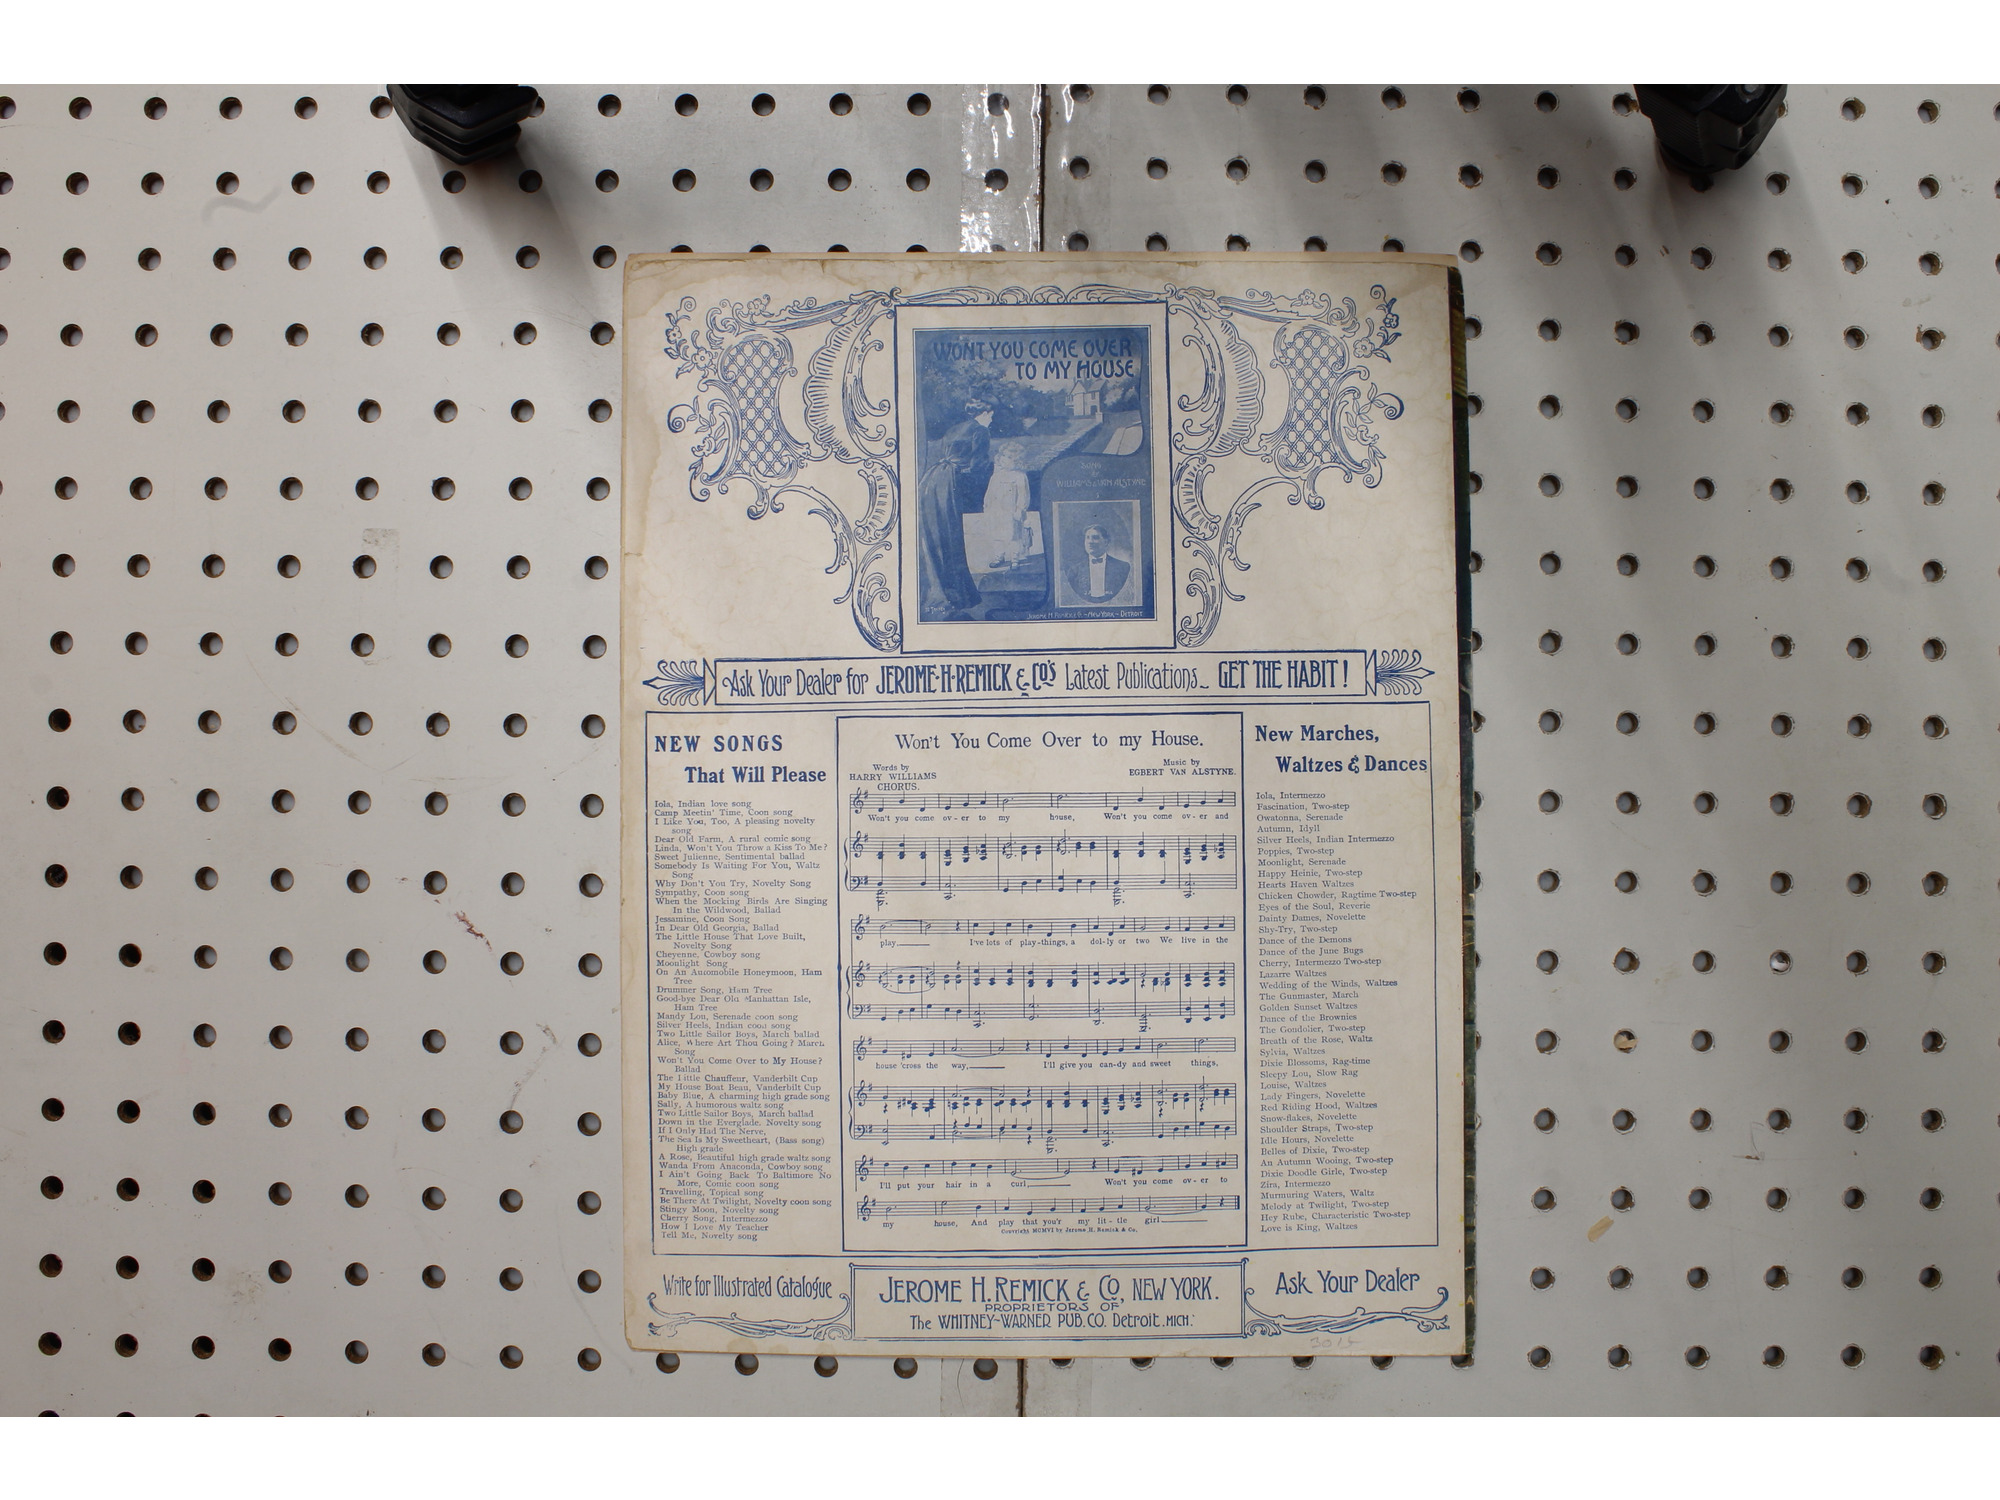 WONT YOU COME OVER
TO MY HOUSE
SONG
BY
WILLIAMS & VAN ALSTYNE
JEROME H. REMICK & Co - NEW YORK - DETROIT
Ask Your Dealer for JEROME·H·REMICK & CO'S Latest Publications_ GET THE HABIT!
NEW SONGS
That Will Please
Iola, Indian love song
Camp Meetin' Time, Coon song
I Like You, Too, A pleasing novelty
song
Dear Old Farm, A rural comic song
Linda, Won't You Throw a Kiss To Me?
Sweet Julienne, Sentimental ballad
Somebody Is Waiting For You, Waltz
Song
Why Don't You Try, Novelty Song
Sympathy, Coon song
When the Mocking Birds Are Singing
In the Wildwood, Ballad
Jessamine, Coon Song
In Dear Old Georgia, Ballad
The Little House That Love Built,
Novelty Song
Cheyenne, Cowboy song
Moonlight Song
On An Automobile Honeymoon, Ham
Tree
Drummer Song, Ham Tree
Good-bye Dear Old Manhattan Isle,
Ham Tree
Mandy Lou, Serenade coon song
Silver Heels, Indian coon song
Two Little Sailor Boys, March ballad
Alice, Where Art Thou Going? March
Song
Won't You Come Over to My House?
Ballad
The Little Chauffeur, Vanderbilt Cup
My House Boat Beau, Vanderbilt Cup
Baby Blue, A charming high grade song
Sally, A humorous waltz song
Two Little Sailor Boys, March ballad
Down in the Everglade. Novelty song
If I Only Had The Nerve,
The Sea Is My Sweetheart, (Bass song)
High grade
A Rose, Beautiful high grade waltz song
Wanda From Anaconda, Cowboy song
I Ain't Going Back To Baltimore No
More, Comic coon song
Travelling, Topical song
Be There At Twilight, Novelty coon song
Stingy Moon, Novelty song
Cherry Song, Intermezzo
How I Love My Teacher
Tell Me, Novelty song
Won't You Come Over to my House.
Words by
HARRY WILLIAMS
Music by
EGBERT VAN ALSTYNE.
CHORUS.
Won't you come ov-er to my house, Won't you come ov-er and
play I've lots of play-things, a dol-ly or two We live in the
house 'cross the way, I'll give you can-dy and sweet things,
I'll put your hair in a curl, Won't you come ov-er to
my house, And play that you'r my lit-tle girl
Copyright MCMVI by Jerome H. Remick & Co.
New Marches,
Waltzes & Dances
Iola, Intermezzo
Fascination, Two-step
Owatonna, Serenade
Autumn, Idyll
Silver Heels, Indian Intermezzo
Poppies, Two-step
Moonlight, Serenade
Happy Heinie, Two-step
Hearts Haven Waltzes
Chicken Chowder, Ragtime Two-step
Eyes of the Soul, Reverie
Dainty Dames, Novelette
Shy-Try, Two-step
Dance of the Demons
Dance of the June Bugs
Cherry, Intermezzo Two-step
Lazarre Waltzes
Wedding of the Winds, Waltzes
The Gunmaster, March
Golden Sunset Waltzes
Dance of the Brownies
The Gondolier, Two-step
Breath of the Rose, Waltz
Sylvia, Waltzes
Dixie Blossoms, Rag-time
Sleepy Lou, Slow Rag
Louise, Waltzes
Lady Fingers, Novelette
Red Riding Hood, Waltzes
Snow-flakes, Novelette
Shoulder Straps, Two-step
Idle Hours, Novelette
Belles of Dixie, Two-step
An Autumn Wooing, Two-step
Dixie Doodle Girle, Two-step
Zira, Intermezzo
Murmuring Waters, Waltz
Melody at Twilight, Two-step
Hey Rube, Characteristic Two-step
Love is King, Waltzes
Write for Illustrated Catalogue
JEROME H. REMICK & CO, NEW YORK.
PROPRIETORS OF
The WHITNEY-WARNER PUB. CO. Detroit. MICH.
Ask Your Dealer